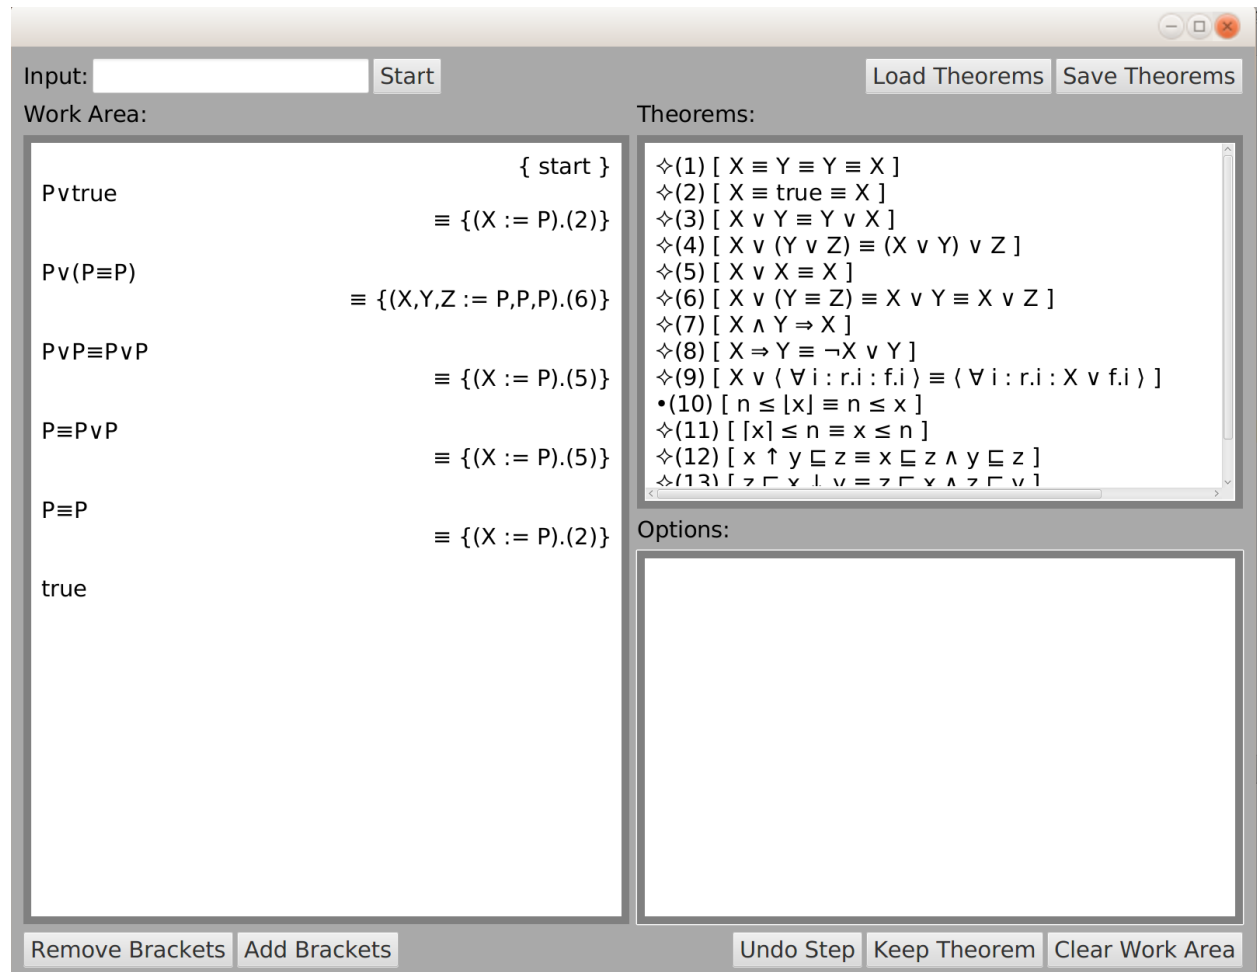 Input: Start Load Theorems Save Theorems
Work Area:
{ start }
P∨true
≡ {(X := P).(2)}
P∨(P≡P)
≡ {(X,Y,Z := P,P,P).(6)}
P∨P≡P∨P
≡ {(X := P).(5)}
P≡P∨P
≡ {(X := P).(5)}
P≡P
≡ {(X := P).(2)}
true
Theorems:
✧(1) [ X ≡ Y ≡ Y ≡ X ]
✧(2) [ X ≡ true ≡ X ]
✧(3) [ X ∨ Y ≡ Y ∨ X ]
✧(4) [ X ∨ (Y ∨ Z) ≡ (X ∨ Y) ∨ Z ]
✧(5) [ X ∨ X ≡ X ]
✧(6) [ X ∨ (Y ≡ Z) ≡ X ∨ Y ≡ X ∨ Z ]
✧(7) [ X ∧ Y ⇒ X ]
✧(8) [ X ⇒ Y ≡ ¬X ∨ Y ]
✧(9) [ X ∨ ⟨ ∀ i : r.i : f.i ⟩ ≡ ⟨ ∀ i : r.i : X ∨ f.i ⟩ ]
•(10) [ n ≤ ⌊x⌋ ≡ n ≤ x ]
✧(11) [ ⌈x⌉ ≤ n ≡ x ≤ n ]
✧(12) [ x ↑ y ⊑ z ≡ x ⊑ z ∧ y ⊑ z ]
✧(13) [ z ⊑ x ↓ y ≡ z ⊑ x ∧ z ⊑ y ]
Options:
Remove Brackets Add Brackets Undo Step Keep Theorem Clear Work Area